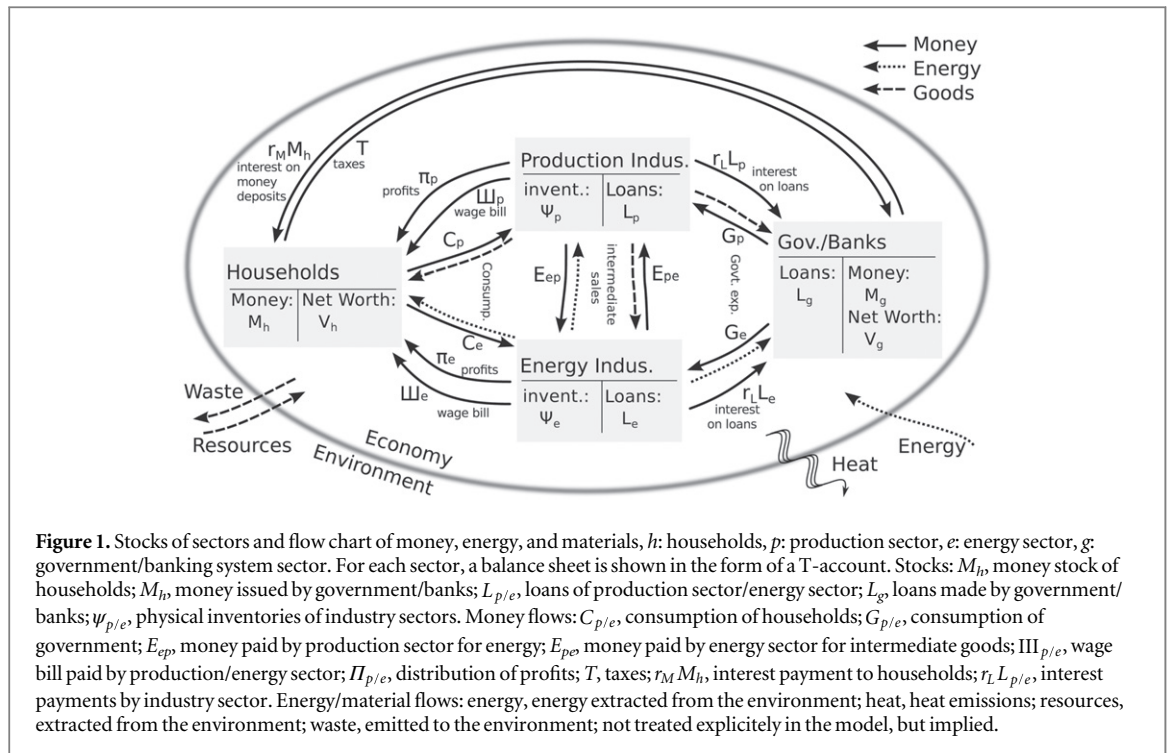 Money
Energy
Goods
r_M M_h
interest on
money
deposits
T
taxes
π_p
profits
Ш_p
wage bill
Production Indus.
invent.: Loans:
Ψ_p L_p
r_L L_p interest
on loans
C_p
G_p
Households
Money: Net Worth:
M_h V_h
Consump.
E_ep
intermediate
sales
E_pe
Govt. exp.
Gov./Banks
Loans: Money:
L_g M_g
Net Worth:
V_g
C_e
G_e
π_e profits
Ш_e
wage bill
Energy Indus.
invent.: Loans:
Ψ_e L_e
r_L L_e
interest
on loans
Waste
Resources
Economy
Environment
Heat
Energy
Figure 1. Stocks of sectors and flow chart of money, energy, and materials, h: households, p: production sector, e: energy sector, g:
government/banking system sector. For each sector, a balance sheet is shown in the form of a T-account. Stocks: M_h, money stock of
households; M_h, money issued by government/banks; L_p/e, loans of production sector/energy sector; L_g, loans made by government/
banks; ψ_p/e, physical inventories of industry sectors. Money flows: C_p/e, consumption of households; G_p/e, consumption of
government; E_ep, money paid by production sector for energy; E_pe, money paid by energy sector for intermediate goods; III_p/e, wage
bill paid by production/energy sector; Π_p/e, distribution of profits; T, taxes; r_M M_h, interest payment to households; r_L L_p/e, interest
payments by industry sector. Energy/material flows: energy, energy extracted from the environment; heat, heat emissions; resources,
extracted from the environment; waste, emitted to the environment; not treated explicitely in the model, but implied.